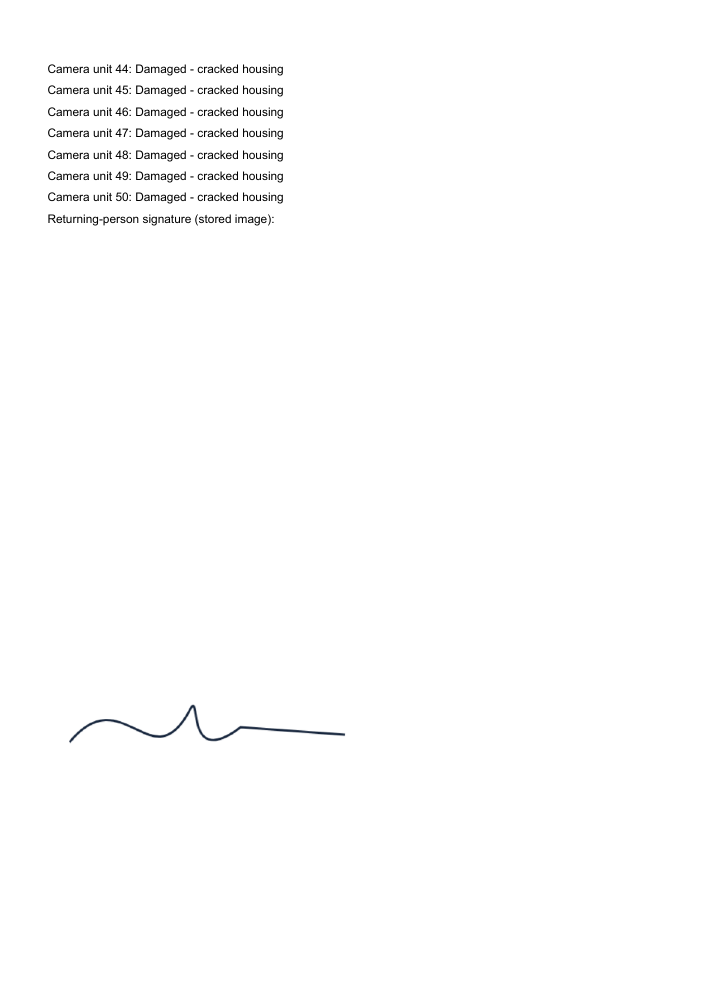 Camera unit 44: Damaged - cracked housing
Camera unit 45: Damaged - cracked housing
Camera unit 46: Damaged - cracked housing
Camera unit 47: Damaged - cracked housing
Camera unit 48: Damaged - cracked housing
Camera unit 49: Damaged - cracked housing
Camera unit 50: Damaged - cracked housing
Returning-person signature (stored image):